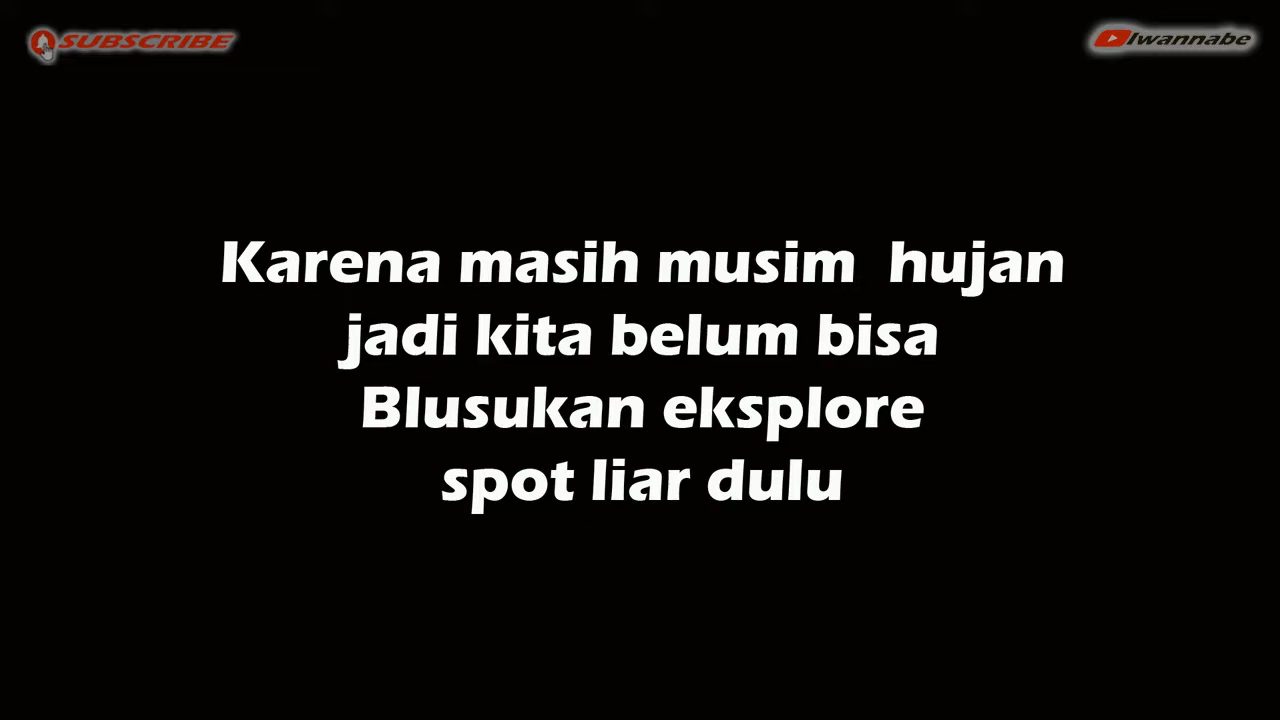 SUBSCRIBE
Iwannabe
Karena masih musim hujan
jadi kita belum bisa
Blusukan eksplore
spot liar dulu